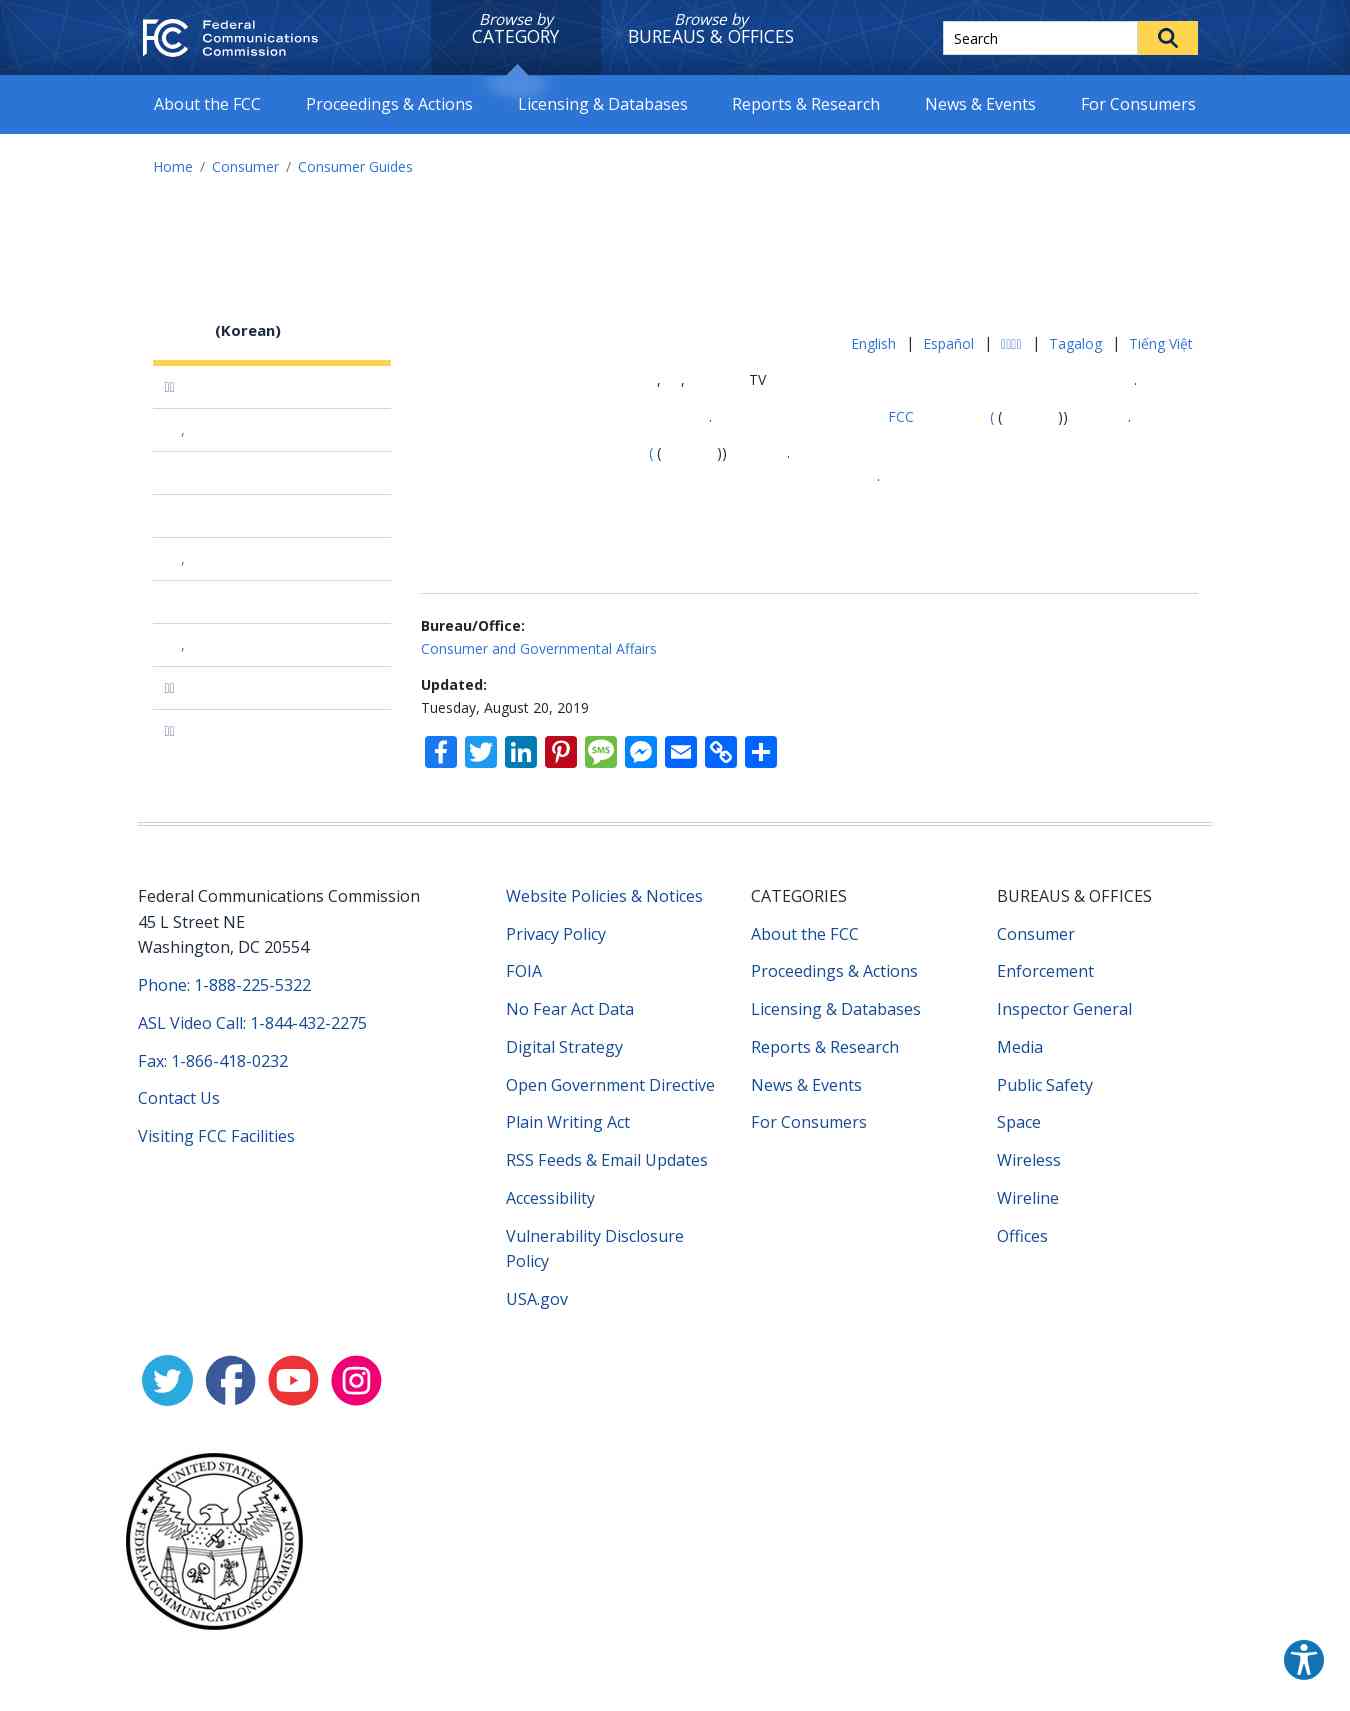 FC Federal Communications Commission
Browse by CATEGORY
Browse by BUREAUS & OFFICES
Search
About the FCC
Proceedings & Actions
Licensing & Databases
Reports & Research
News & Events
For Consumers
Home / Consumer / Consumer Guides
(Korean)
English | Español | | Tagalog | Tiếng Việt
, , TV .
. FCC ( ( )) .
( ( )) .
.
,
,
,
Bureau/Office:
Consumer and Governmental Affairs
Updated:
Tuesday, August 20, 2019
SMS
Federal Communications Commission
45 L Street NE
Washington, DC 20554
Phone: 1-888-225-5322
ASL Video Call: 1-844-432-2275
Fax: 1-866-418-0232
Contact Us
Visiting FCC Facilities
Website Policies & Notices
Privacy Policy
FOIA
No Fear Act Data
Digital Strategy
Open Government Directive
Plain Writing Act
RSS Feeds & Email Updates
Accessibility
Vulnerability Disclosure
Policy
USA.gov
CATEGORIES
About the FCC
Proceedings & Actions
Licensing & Databases
Reports & Research
News & Events
For Consumers
BUREAUS & OFFICES
Consumer
Enforcement
Inspector General
Media
Public Safety
Space
Wireless
Wireline
Offices
UNITED STATES
FEDERAL COMMUNICATIONS COMMISSION